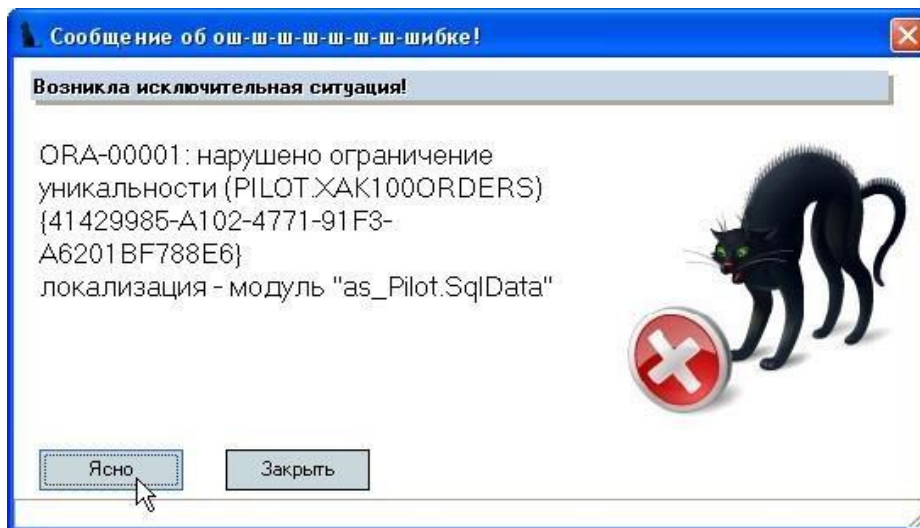 Сообщение об ош-ш-ш-ш-ш-ш-ш-шибке!
Возникла исключительная ситуация!
ORA-00001: нарушено ограничение
уникальности (PILOT.XAK100ORDERS)
{41429985-A102-4771-91F3-
A6201BF788E6}
локализация - модуль "as_Pilot.SqlData"
Ясно
Закрыть